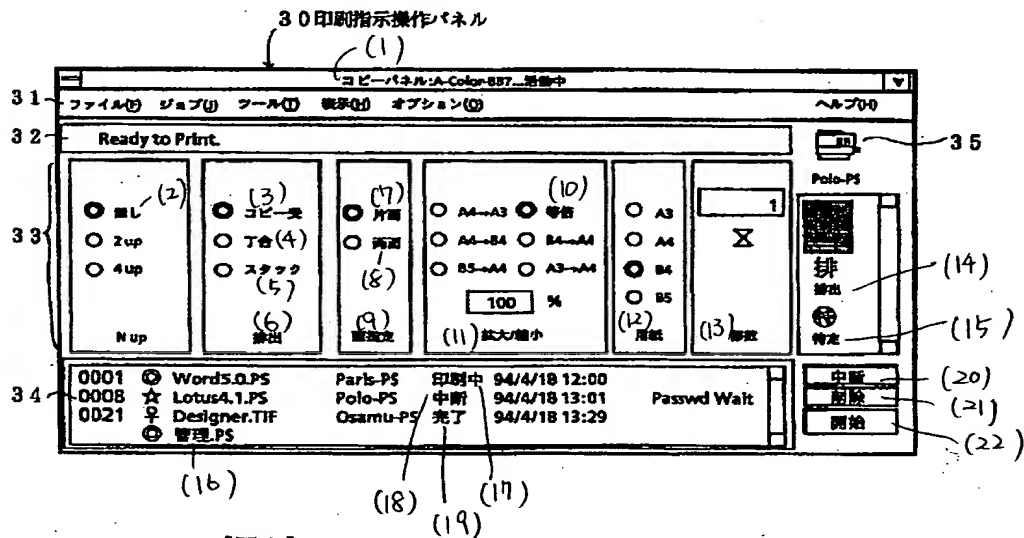 30印刷指示操作パネル
(1)
コピーパネル:A-Color-887...活動中
31 ファイル(F) ジョブ(J) ツール(T) 表示(H) オプション(O) ヘルプ(H)
32 Ready to Print.
35
Polo-PS
33
無し (2)
2up
4up
Nup
(3)
コピー受
丁合 (4)
スタック
(5)
(6)
排出
(7)
片面
両面
(8)
(9)
面指定
A4→A3 等倍 (10)
A4→B4 B4→A4
B5→A4 A3→A4
100 %
(11) 拡大/縮小
A3
A4
B4
B5
(12)
用紙
1
(13) 部数
排
排出 (14)
特
特定 (15)
34
0001 Word5.0.PS Paris-PS 印刷中 94/4/18 12:00
0008 Lotus4.1.PS Polo-PS 中断 94/4/18 13:01 Passwd Wait
0021 Designer.TIF Osamu-PS 完了 94/4/18 13:29
管理.PS
中断 (20)
削除 (21)
開始 (22)
(16)
(18)
(17)
(19)